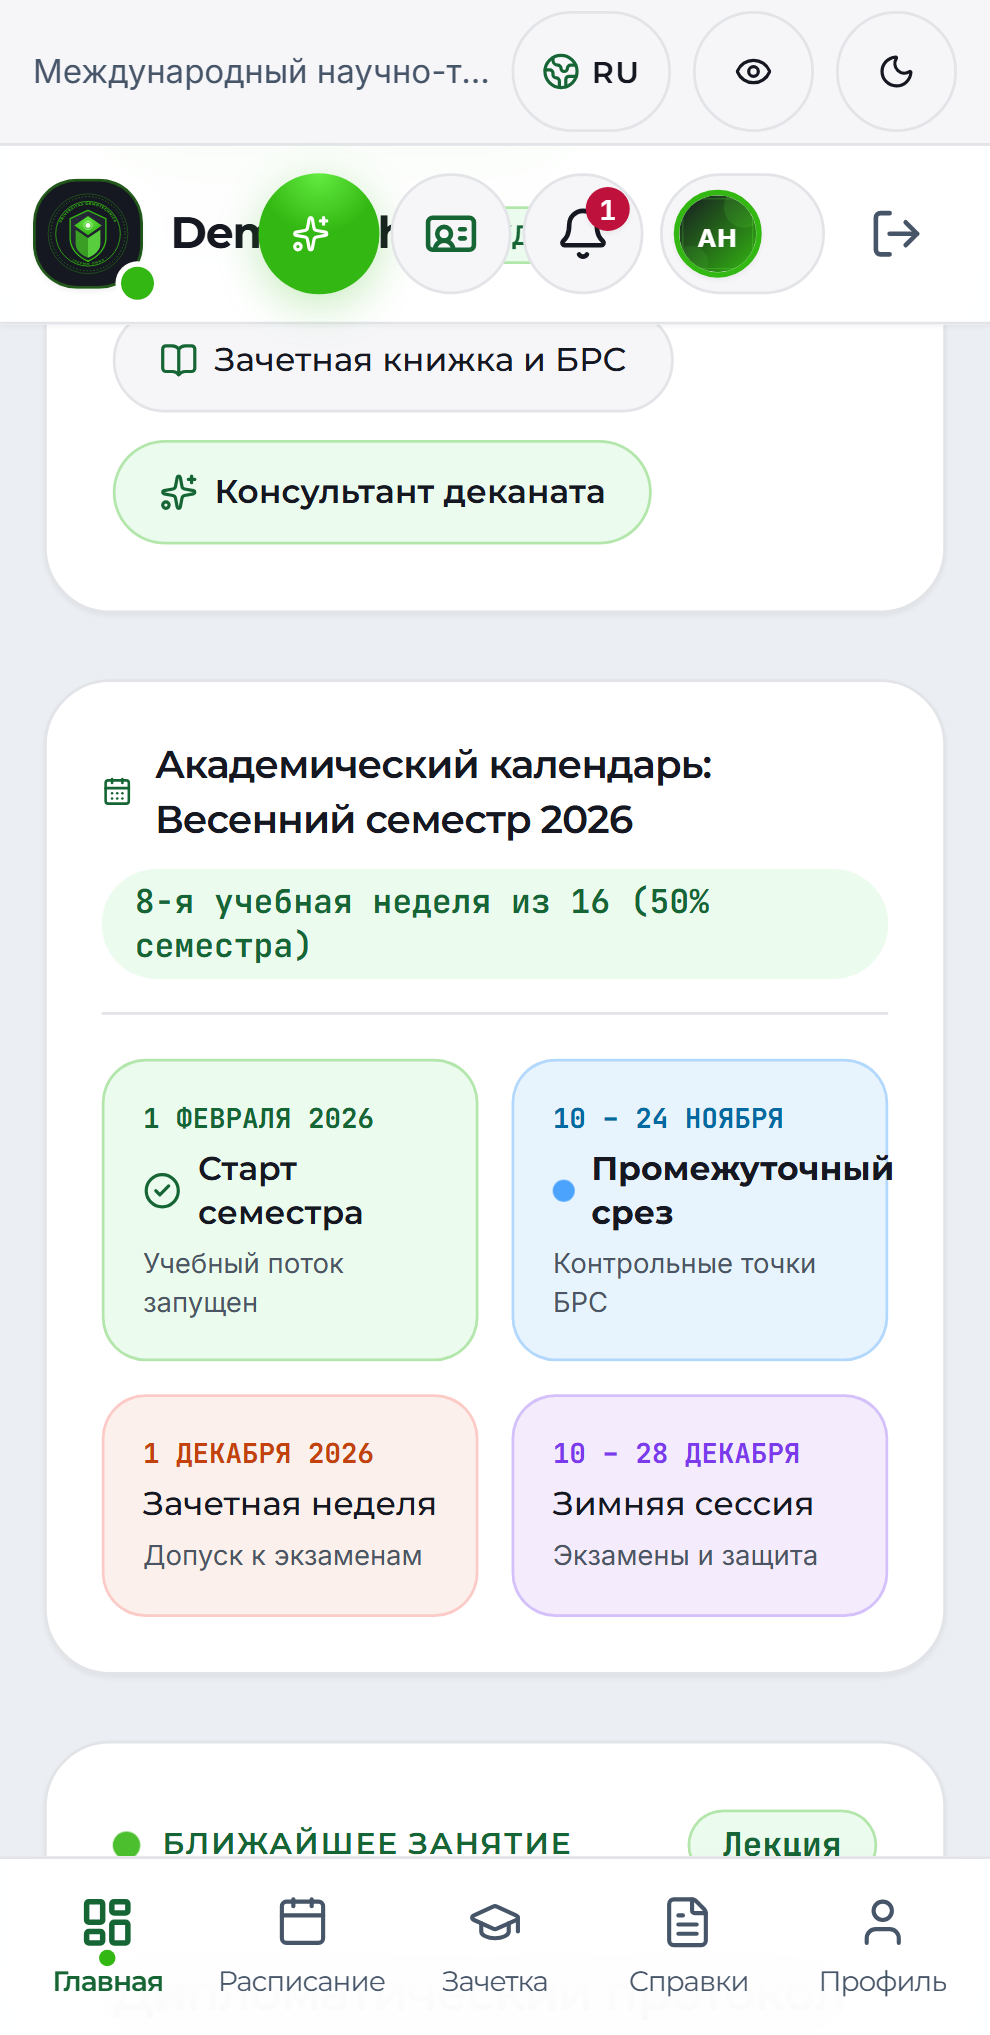 Международный научно-т...
RU
1
АН
Зачетная книжка и БРС
Консультант деканата
Академический календарь:
Весенний семестр 2026
8-я учебная неделя из 16 (50%
семестра)
1 ФЕВРАЛЯ 2026
Старт
семестра
Учебный поток
запущен
10 – 24 НОЯБРЯ
Промежуточный
срез
Контрольные точки
БРС
1 ДЕКАБРЯ 2026
Зачетная неделя
Допуск к экзаменам
10 – 28 ДЕКАБРЯ
Зимняя сессия
Экзамены и защита
БЛИЖАЙШЕЕ ЗАНЯТИЕ
Лекция
Главная
Расписание
Зачетка
Справки
Профиль